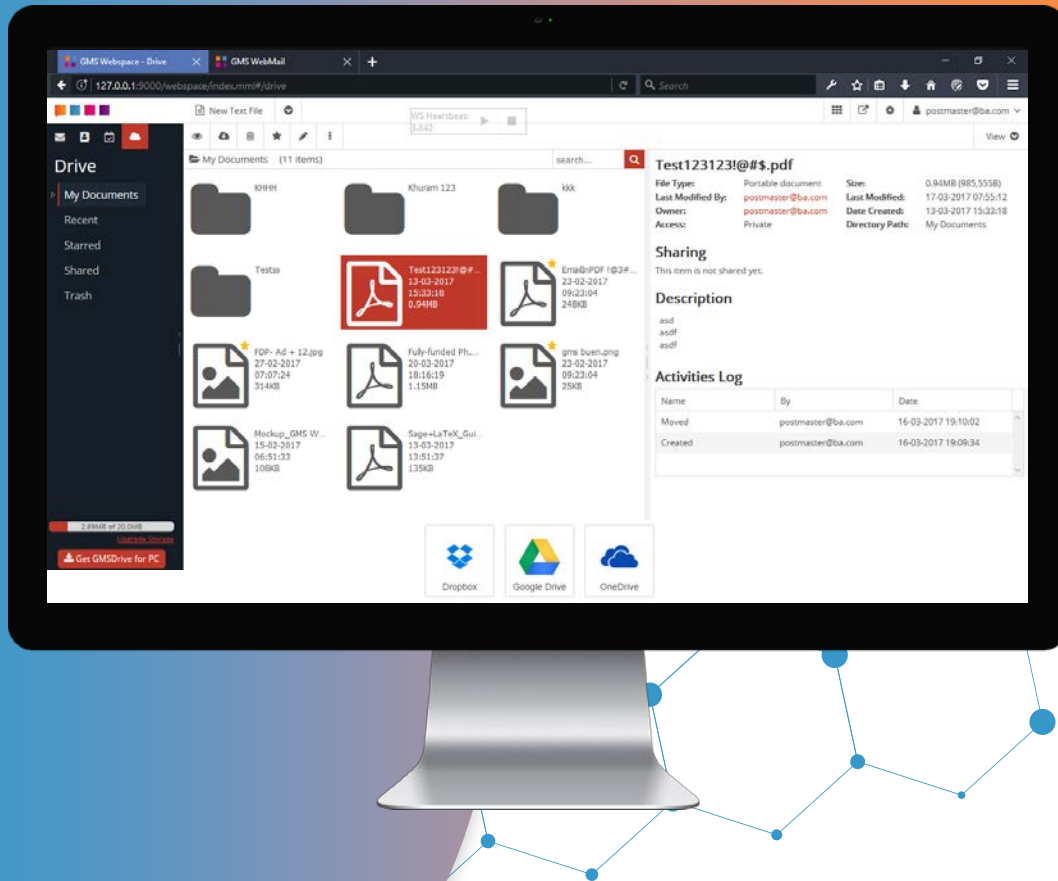 GMS Webspace - Drive
GMS WebMail
127.0.0.1:9000/webspace/index.mml#/drive
Search
New Text File
WS Heartbeat:
3.0.42
postmaster@ba.com
View
Drive
My Documents
Recent
Starred
Shared
Trash
2.89MB of 20.0MB
Upgrade Storage
Get GMSDrive for PC
My Documents (11 items)
search...
KHHH
Khuram 123
kkk
Testss
Test123123!@#...
13-03-2017
15:33:18
0.94MB
23-02-2017
09:23:04
248KB
FDP- Ad + 12.jpg
27-02-2017
07:07:24
314KB
Fully-funded Ph....
20-03-2017
18:16:19
1.15MB
gms buen.png
23-02-2017
09:23:04
25KB
Mockup_GMS W...
15-02-2017
06:51:33
108KB
Sage+LaTeX_Gui...
13-03-2017
13:51:37
135KB
Test123123!@#$.pdf
File Type: Portable document Size: 0.94MB (985,555B)
Last Modified By: postmaster@ba.com Last Modified: 17-03-2017 07:55:12
Owner: postmaster@ba.com Date Created: 13-03-2017 15:33:18
Access: Private Directory Path: My Documents
Sharing
This item is not shared yet.
Description
asd
asdf
asdf
Activities Log
Name By Date
Moved postmaster@ba.com 16-03-2017 19:10:02
Created postmaster@ba.com 16-03-2017 19:09:34
Dropbox
Google Drive
OneDrive